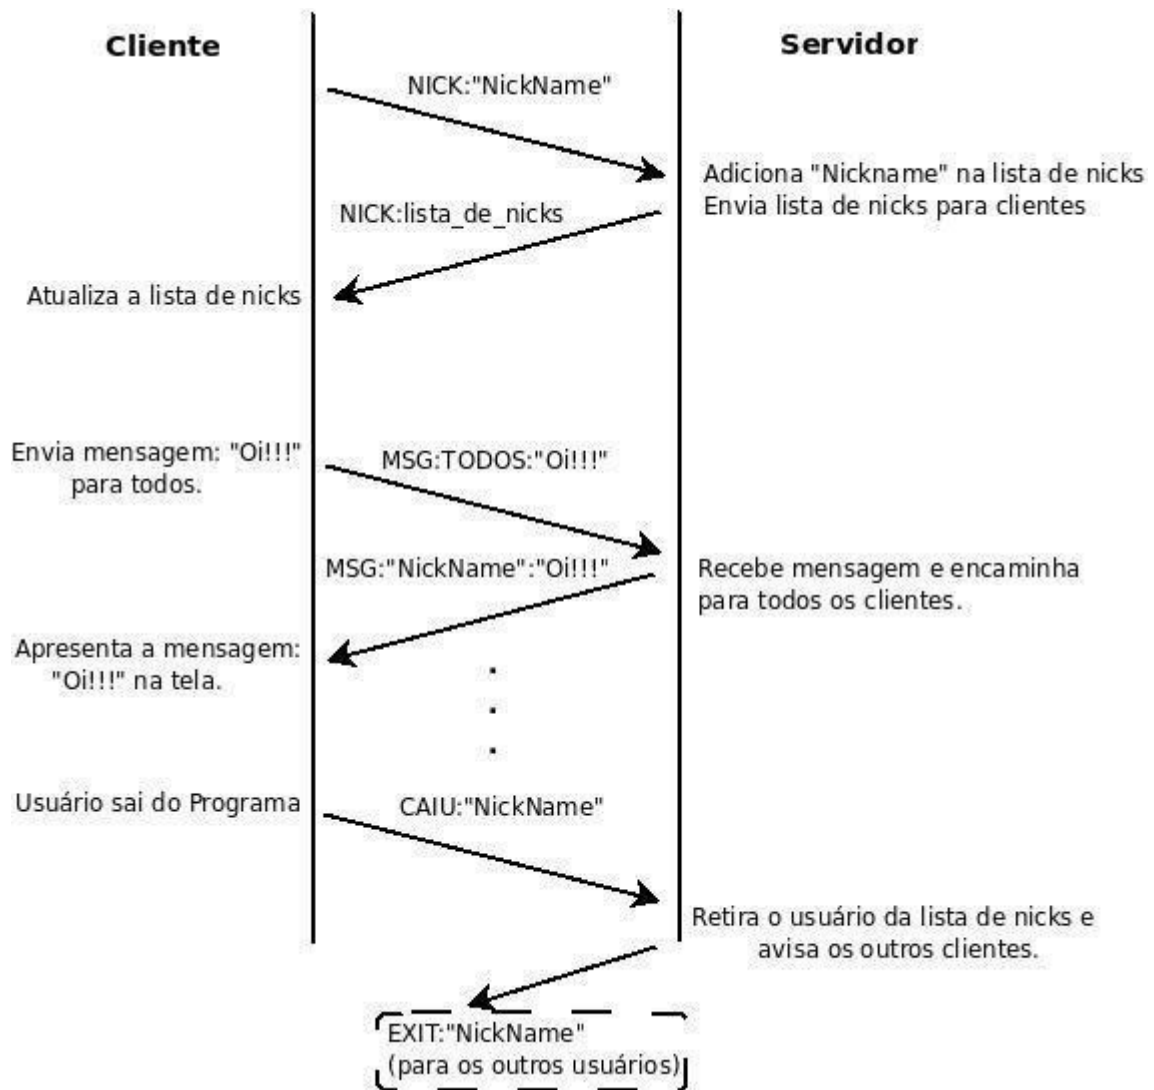 Cliente
Servidor
NICK:"NickName"
Adiciona "Nickname" na lista de nicks
Envia lista de nicks para clientes
NICK:lista_de_nicks
Atualiza a lista de nicks
Envia mensagem: "Oi!!!"
para todos.
MSG:TODOS:"Oi!!!"
MSG:"NickName":"Oi!!!"
Recebe mensagem e encaminha
para todos os clientes.
Apresenta a mensagem:
"Oi!!!" na tela.
Usuário sai do Programa
CAIU:"NickName"
Retira o usuário da lista de nicks e
avisa os outros clientes.
EXIT:"NickName"
(para os outros usuários)